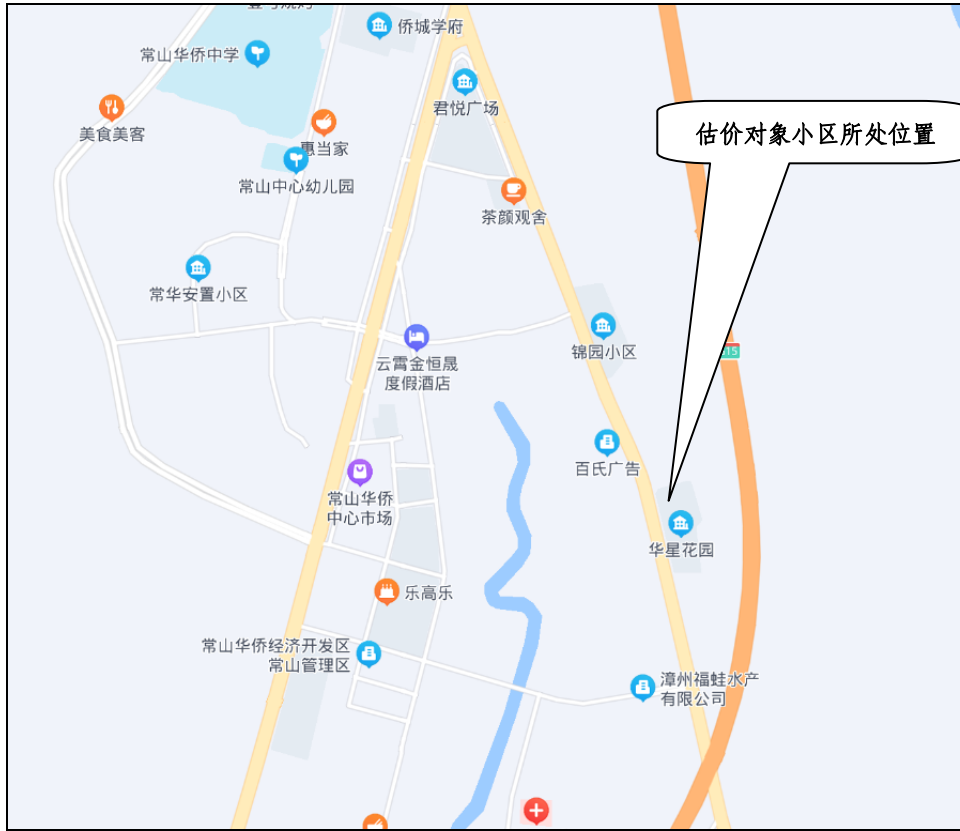 侨城学府
常山华侨中学
君悦广场
美食美客
惠当家
估价对象小区所处位置
常山中心幼儿园
茶颜观舍
常华安置小区
锦园小区
云霄金恒晟
度假酒店
百氏广告
常山华侨
中心市场
华星花园
乐高乐
常山华侨经济开发区
常山管理区
漳州福蛙水产
有限公司